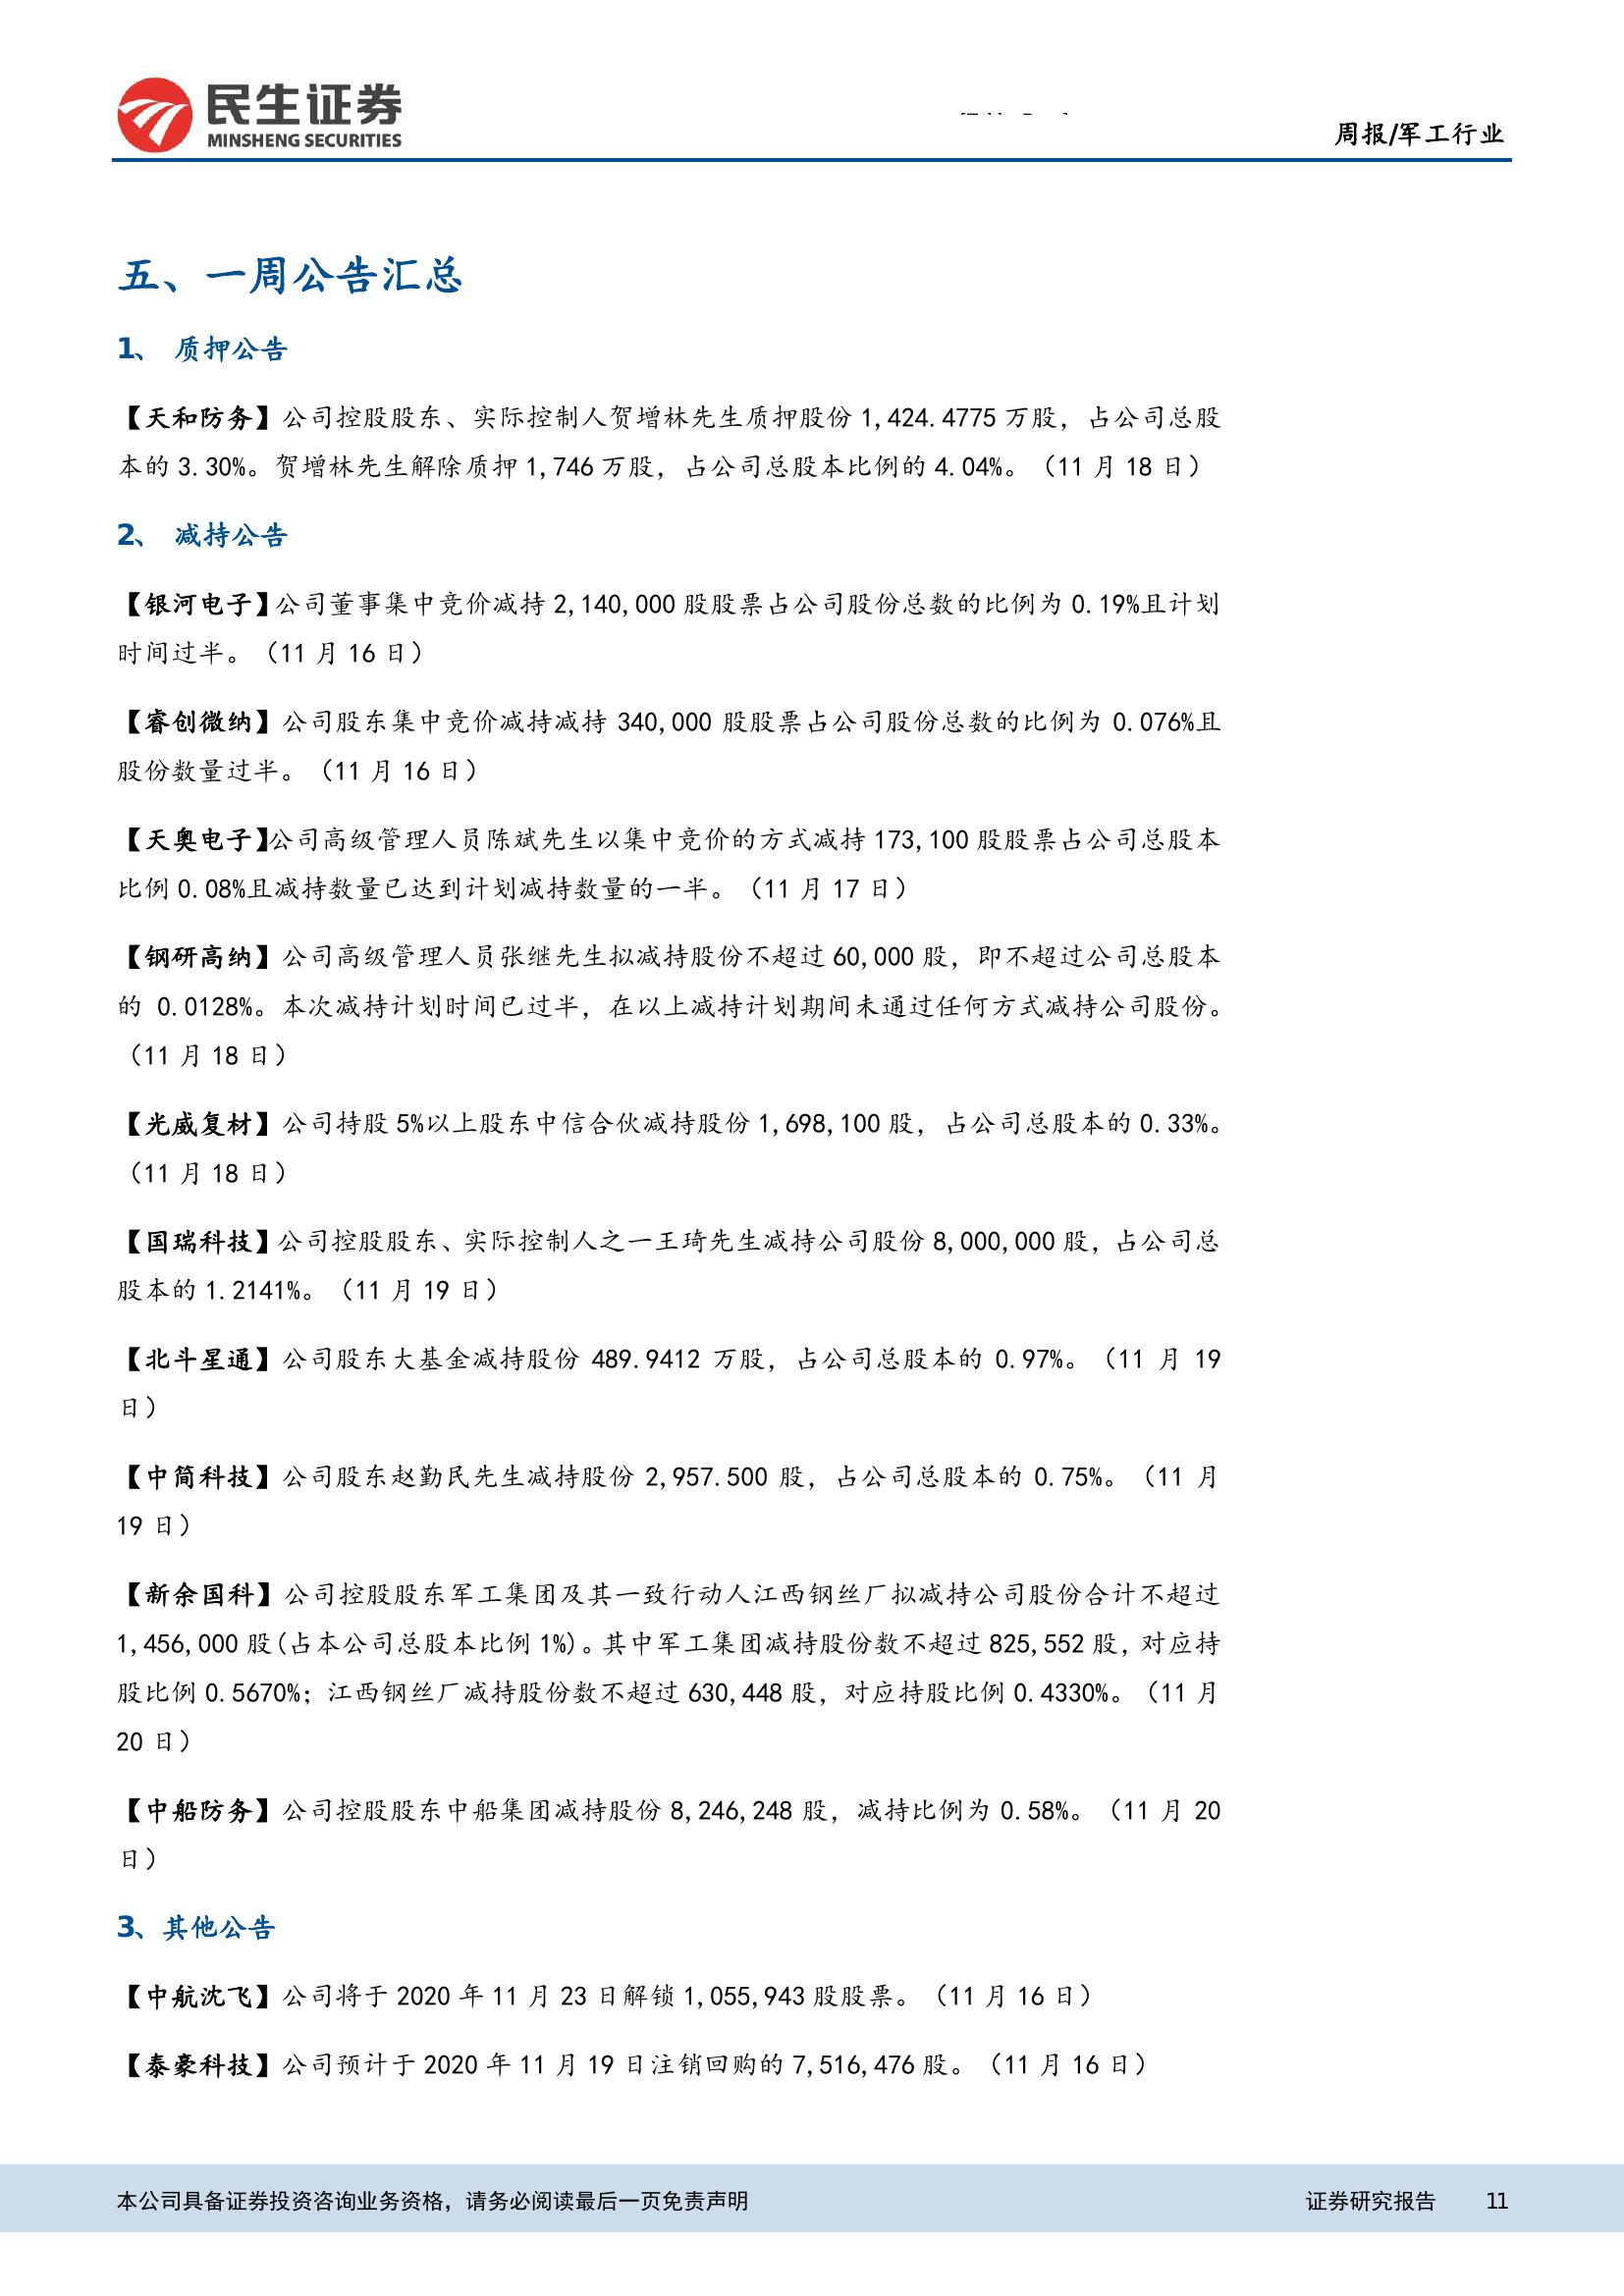 民生证券
MINSHENG SECURITIES
周报/军工行业
五、一周公告汇总
1、 质押公告
【天和防务】公司控股股东、实际控制人贺增林先生质押股份 1,424.4775 万股，占公司总股
本的 3.30%。贺增林先生解除质押 1,746 万股，占公司总股本比例的 4.04%。（11 月 18 日）
2、 减持公告
【银河电子】公司董事集中竞价减持 2,140,000 股股票占公司股份总数的比例为 0.19%且计划
时间过半。（11 月 16 日）
【睿创微纳】公司股东集中竞价减持减持 340,000 股股票占公司股份总数的比例为 0.076%且
股份数量过半。（11 月 16 日）
【天奥电子】公司高级管理人员陈斌先生以集中竞价的方式减持 173,100 股股票占公司总股本
比例 0.08%且减持数量已达到计划减持数量的一半。（11 月 17 日）
【钢研高纳】公司高级管理人员张继先生拟减持股份不超过 60,000 股，即不超过公司总股本
的 0.0128%。本次减持计划时间已过半，在以上减持计划期间未通过任何方式减持公司股份。
（11 月 18 日）
【光威复材】公司持股 5%以上股东中信合伙减持股份 1,698,100 股，占公司总股本的 0.33%。
（11 月 18 日）
【国瑞科技】公司控股股东、实际控制人之一王琦先生减持公司股份 8,000,000 股，占公司总
股本的 1.2141%。（11 月 19 日）
【北斗星通】公司股东大基金减持股份 489.9412 万股，占公司总股本的 0.97%。（11 月 19
日）
【中简科技】公司股东赵勤民先生减持股份 2,957.500 股，占公司总股本的 0.75%。（11 月
19 日）
【新余国科】公司控股股东军工集团及其一致行动人江西钢丝厂拟减持公司股份合计不超过
1,456,000 股(占本公司总股本比例 1%)。其中军工集团减持股份数不超过 825,552 股，对应持
股比例 0.5670%；江西钢丝厂减持股份数不超过 630,448 股，对应持股比例 0.4330%。（11 月
20 日）
【中船防务】公司控股股东中船集团减持股份 8,246,248 股，减持比例为 0.58%。（11 月 20
日）
3、其他公告
【中航沈飞】公司将于 2020 年 11 月 23 日解锁 1,055,943 股股票。（11 月 16 日）
【泰豪科技】公司预计于 2020 年 11 月 19 日注销回购的 7,516,476 股。（11 月 16 日）
本公司具备证券投资咨询业务资格，请务必阅读最后一页免责声明
证券研究报告 11